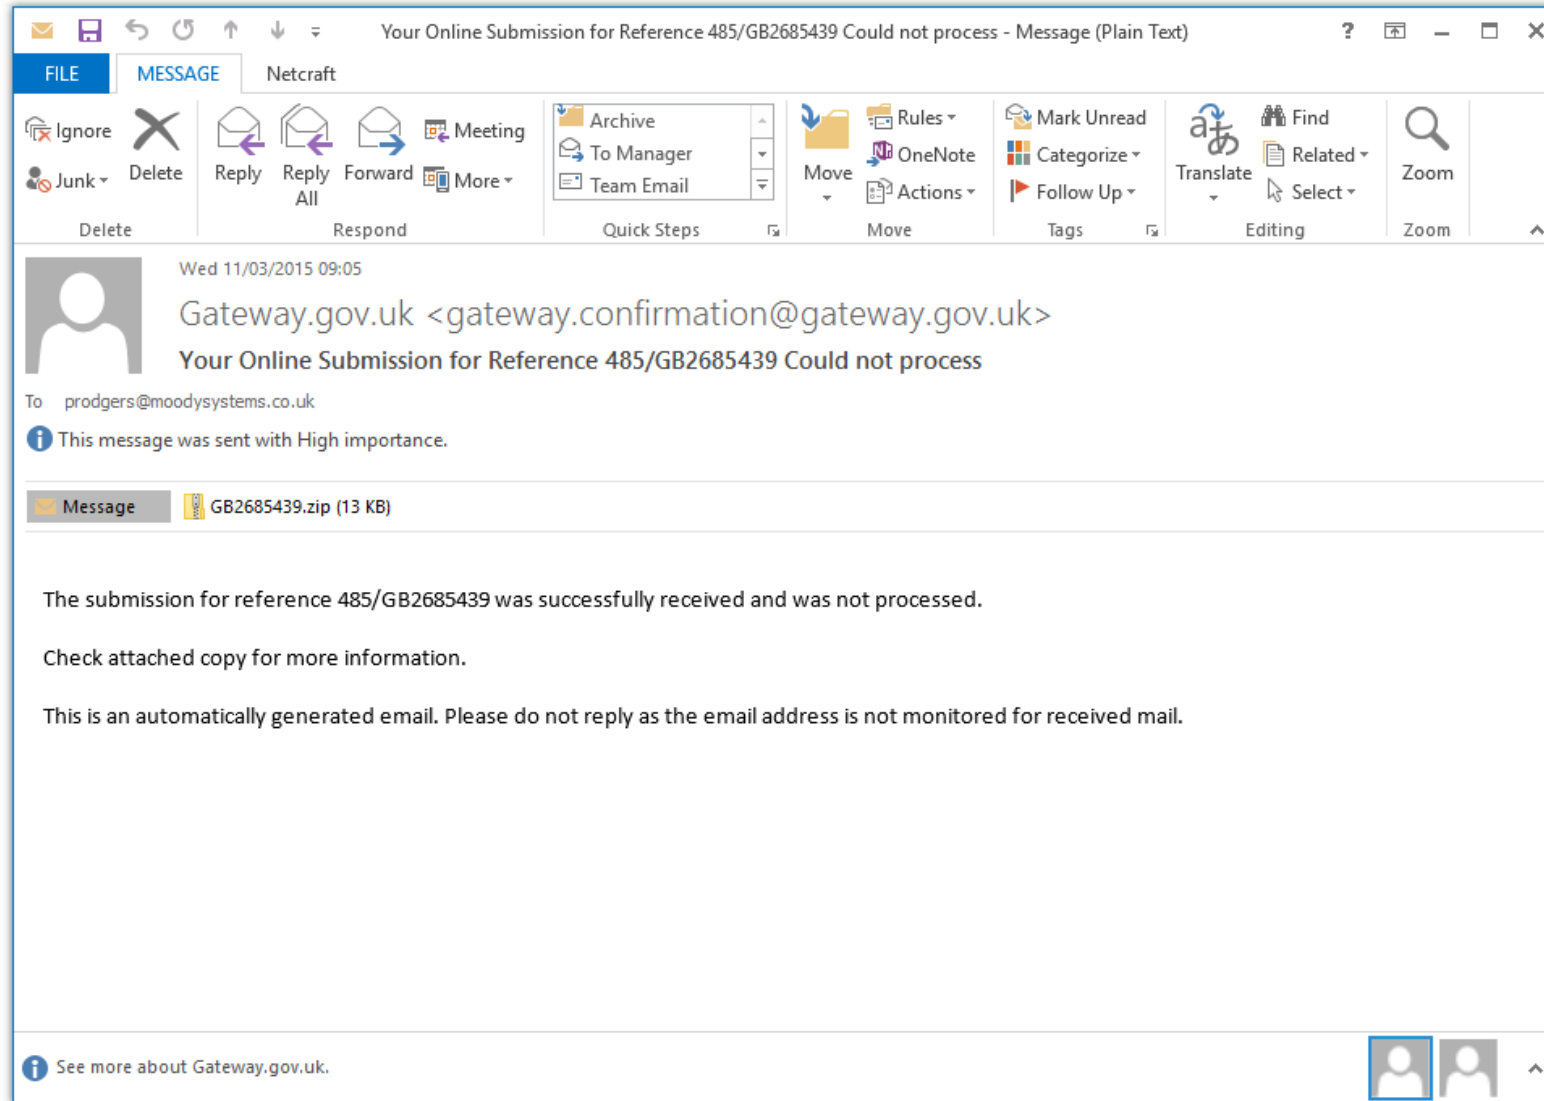 Your Online Submission for Reference 485/GB2685439 Could not process - Message (Plain Text)
FILE MESSAGE Netcraft
Ignore
Junk
Delete
Reply
Reply All
Forward
Meeting
More
Archive
To Manager
Team Email
Move
Rules
OneNote
Actions
Mark Unread
Categorize
Follow Up
Translate
Find
Related
Select
Zoom
Delete Respond Quick Steps Move Tags Editing Zoom
Wed 11/03/2015 09:05
Gateway.gov.uk <gateway.confirmation@gateway.gov.uk>
Your Online Submission for Reference 485/GB2685439 Could not process
To prodgers@moodysystems.co.uk
This message was sent with High importance.
Message GB2685439.zip (13 KB)
The submission for reference 485/GB2685439 was successfully received and was not processed.
Check attached copy for more information.
This is an automatically generated email. Please do not reply as the email address is not monitored for received mail.
See more about Gateway.gov.uk.